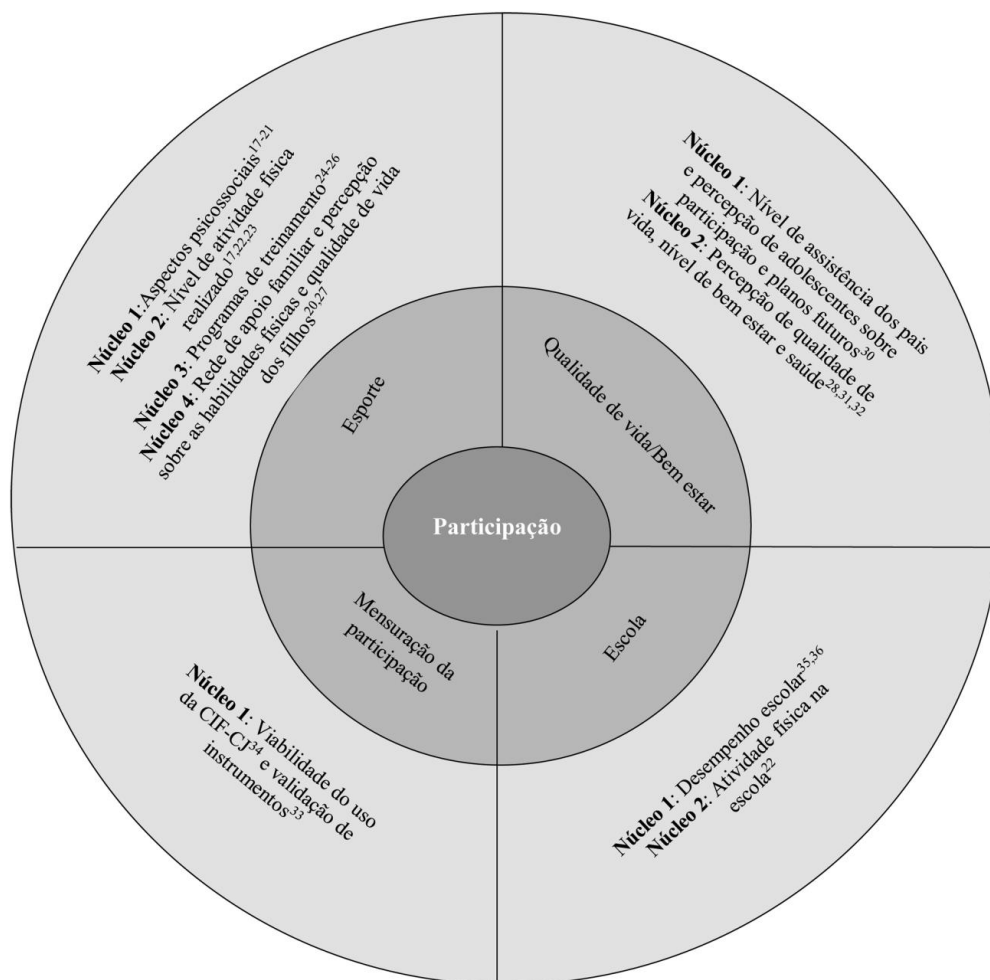 Núcleo 1:Aspectos psicossociais17-21
Núcleo 2: Nível de atividade física
realizado17,22,23
Núcleo 3: Programas de treinamento24-26
Núcleo 4: Rede de apoio familiar e percepção
sobre as habilidades físicas e qualidade de vida
dos filhos20,27
Esporte
Núcleo 1: Nível de assistência dos pais
e percepção de adolescentes sobre
participação e planos futuros30
Núcleo 2: Percepção de qualidade de
vida, nível de bem estar e saúde28,31,32
Qualidade de vida/Bem estar
Participação
Mensuração da
participação
Núcleo 1: Viabilidade do uso
da CIF-CJ34 e validação de
instrumentos33
Escola
Núcleo 1: Desempenho escolar35,36
Núcleo 2: Atividade física na
escola22